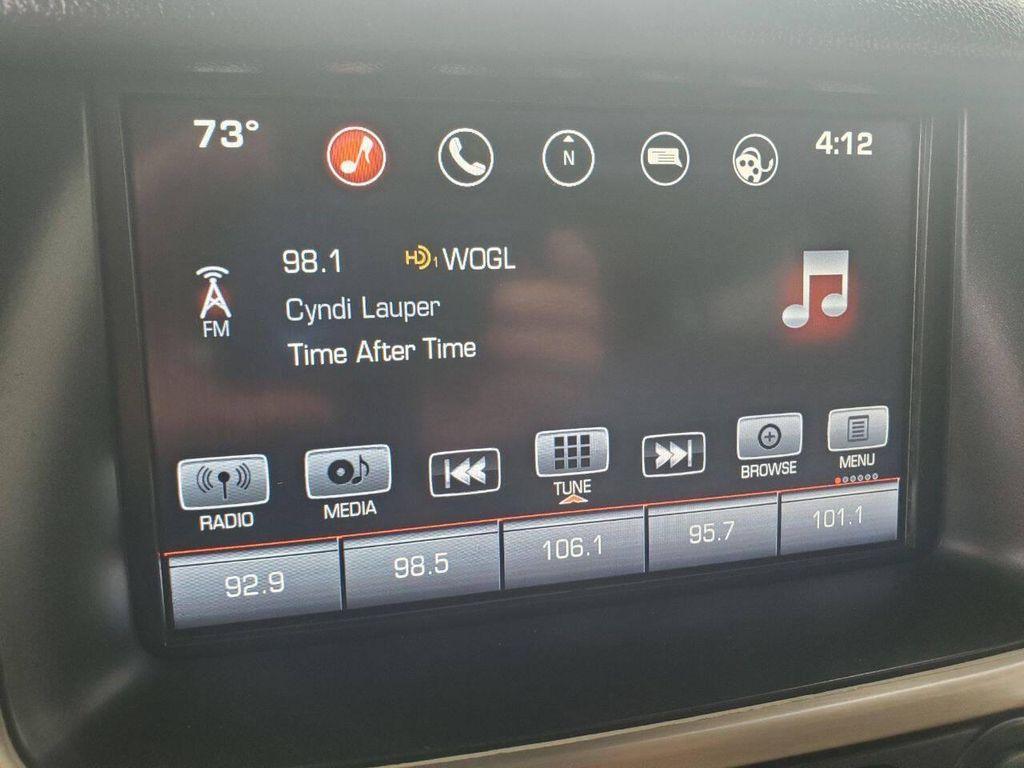 73° N 4:12
98.1 HD1 WOGL
Cyndi Lauper
FM
Time After Time
RADIO MEDIA TUNE BROWSE MENU
92.9 98.5 106.1 95.7 101.1